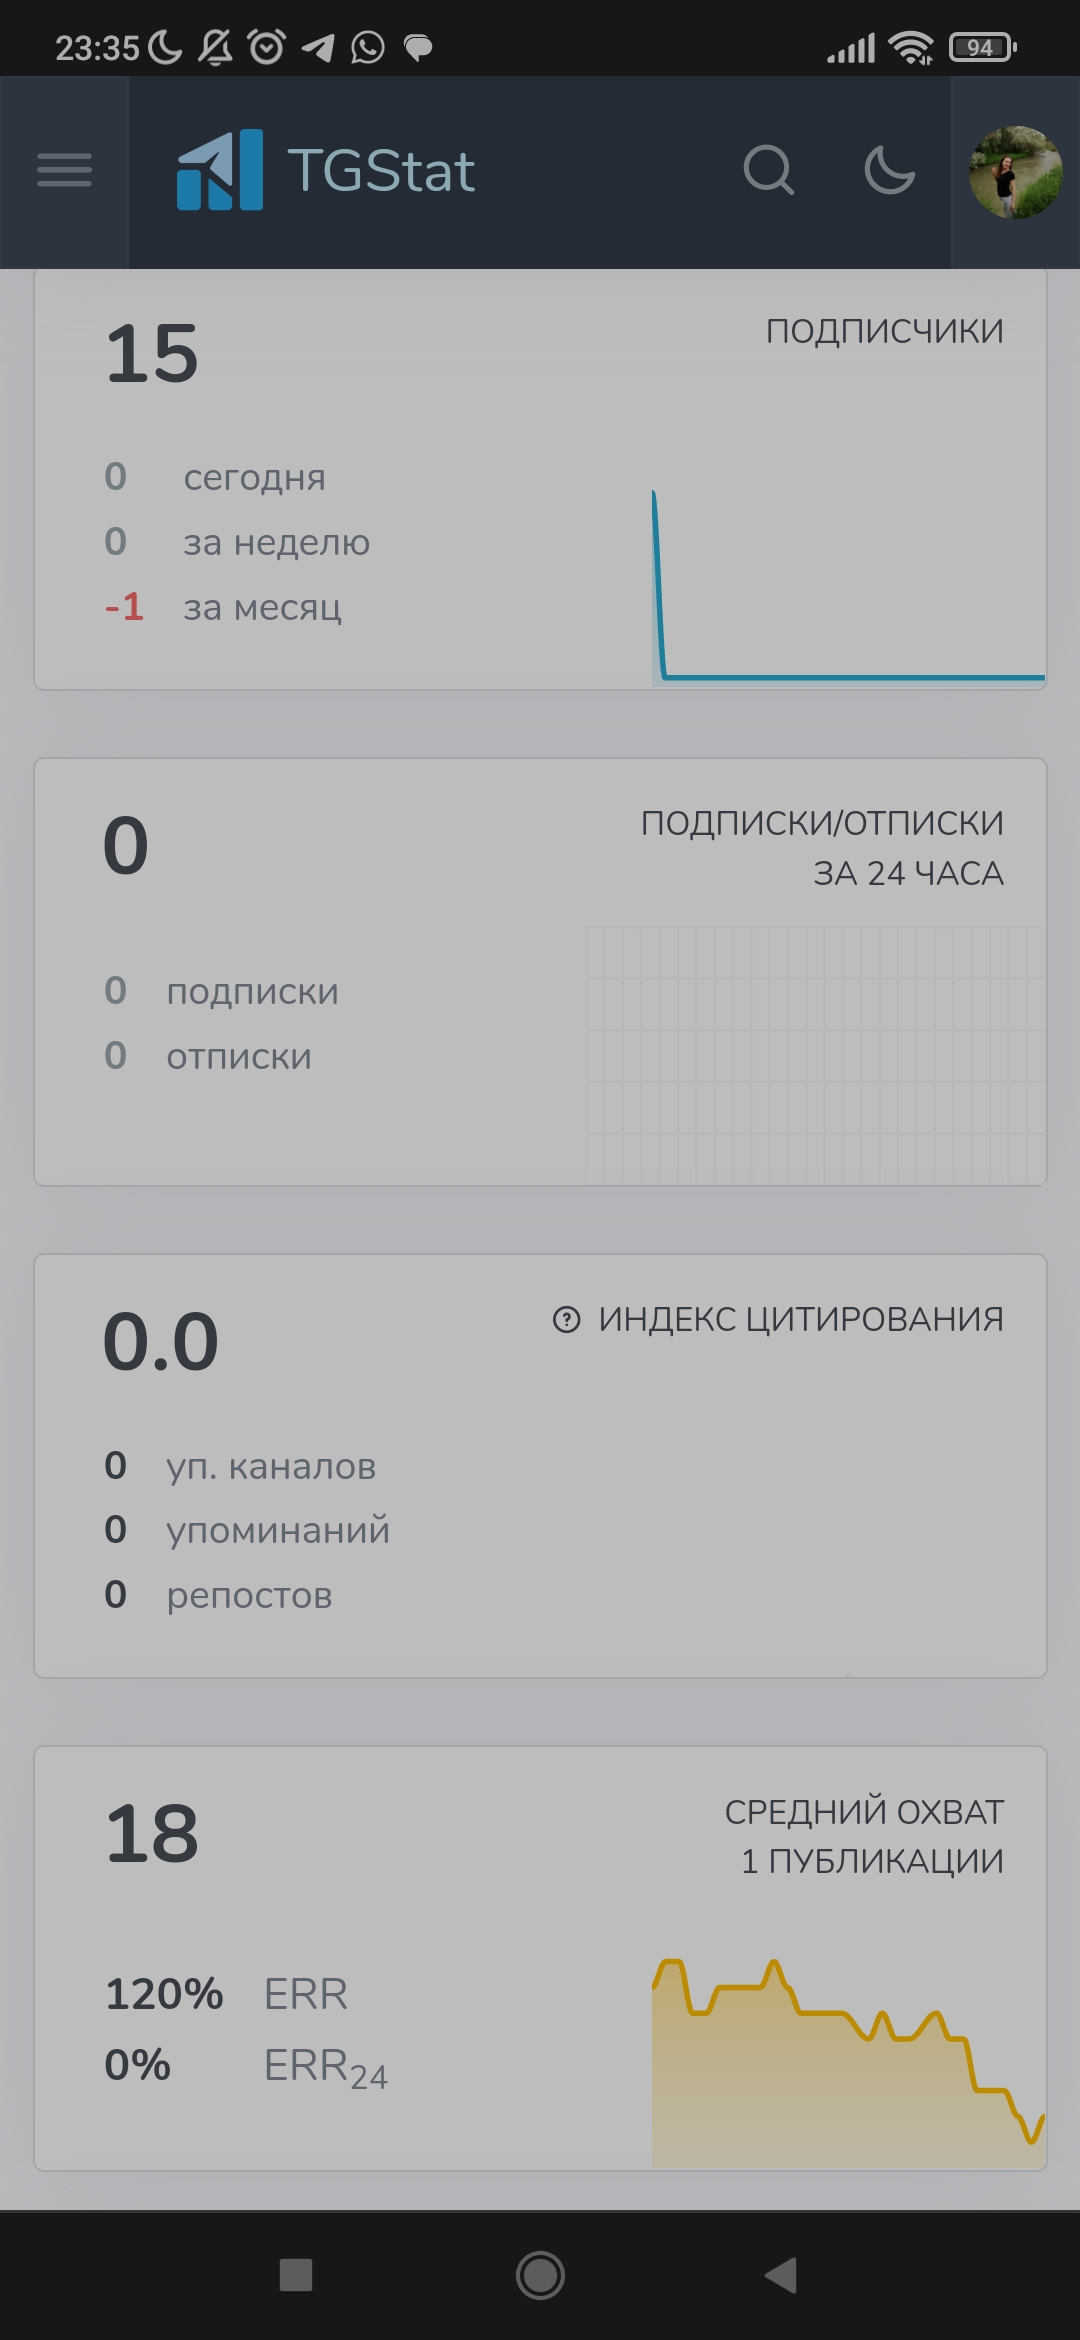 23:35
94
TGStat
15
ПОДПИСЧИКИ
0 сегодня
0 за неделю
-1 за месяц
0
ПОДПИСКИ/ОТПИСКИ
ЗА 24 ЧАСА
0 подписки
0 отписки
0.0
ИНДЕКС ЦИТИРОВАНИЯ
0 уп. каналов
0 упоминаний
0 репостов
18
СРЕДНИЙ ОХВАТ
1 ПУБЛИКАЦИИ
120% ERR
0% ERR24